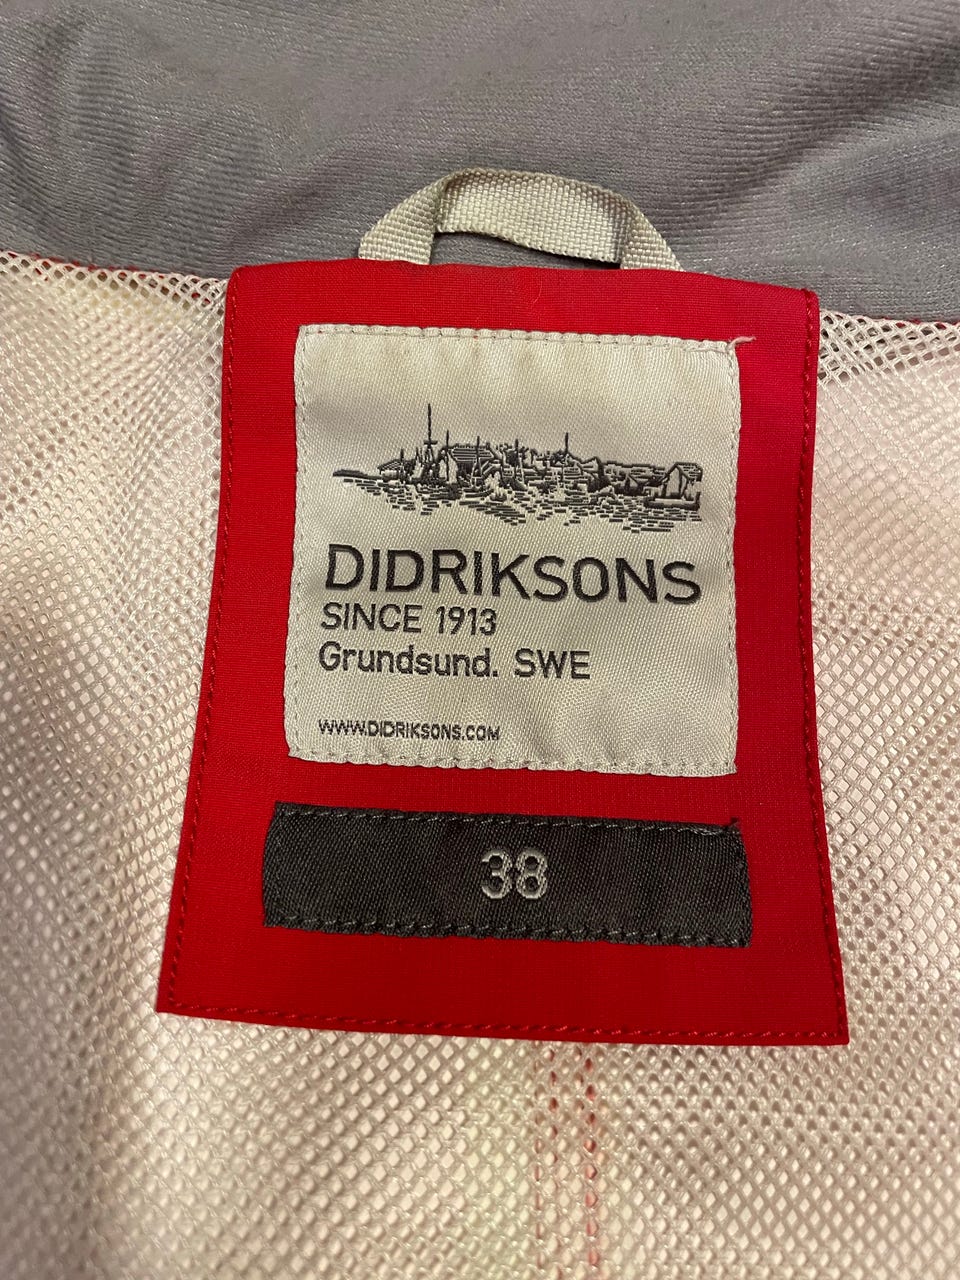 DIDRIKSONS
SINCE 1913
Grundsund. SWE
WWW.DIDRIKSONS.COM
38